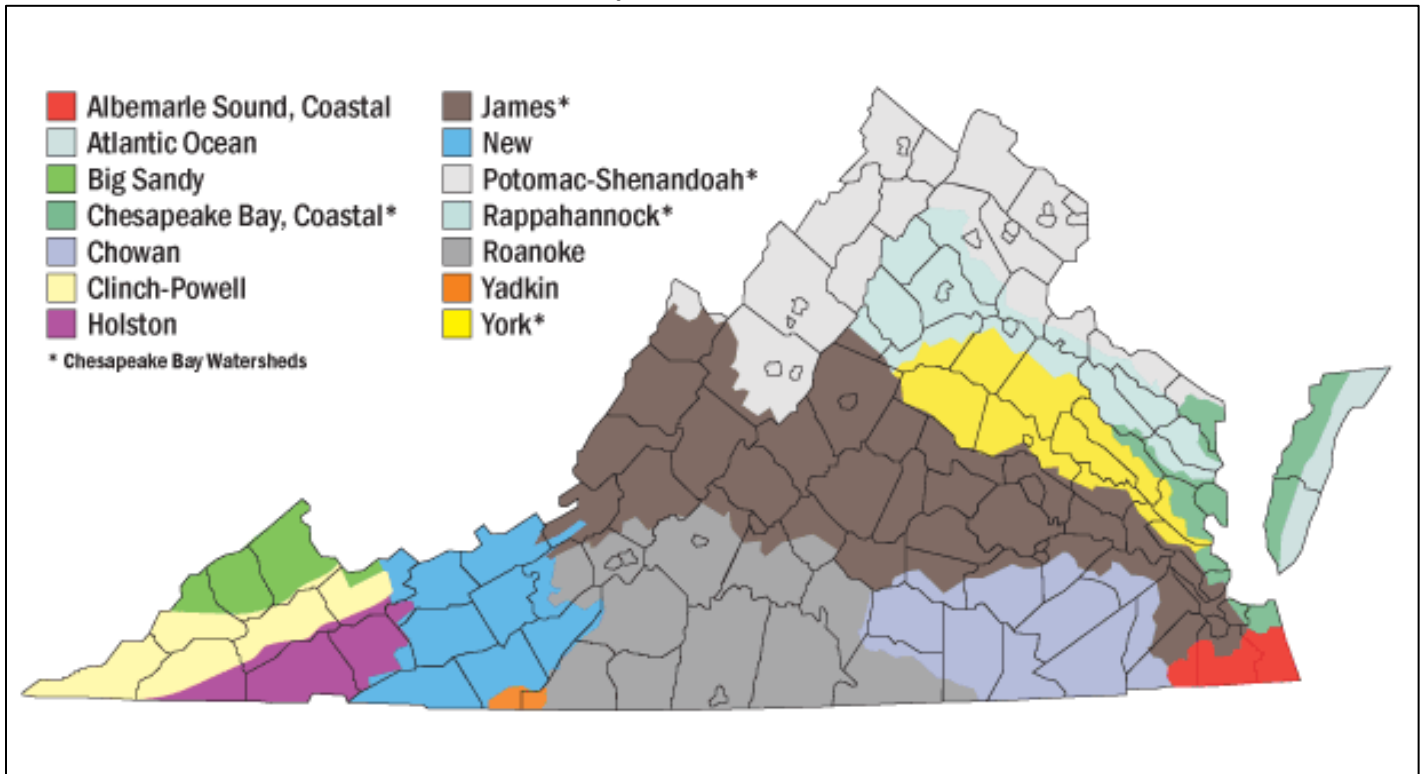 Albemarle Sound, Coastal
Atlantic Ocean
Big Sandy
Chesapeake Bay, Coastal*
Chowan
Clinch-Powell
Holston
* Chesapeake Bay Watersheds
James*
New
Potomac-Shenandoah*
Rappahannock*
Roanoke
Yadkin
York*